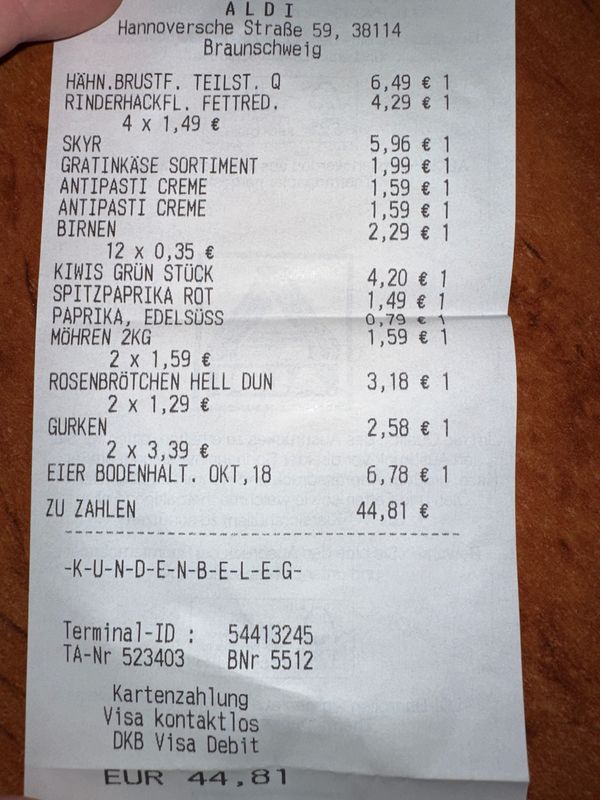 ALDI
Hannoversche Straße 59, 38114
Braunschweig
HÄHN.BRUSTF. TEILST. Q 6,49 € 1
RINDERHACKFL. FETTRED. 4,29 € 1
4 x 1,49 €
SKYR 5,96 € 1
GRATINKÄSE SORTIMENT 1,99 € 1
ANTIPASTI CREME 1,59 € 1
ANTIPASTI CREME 1,59 € 1
BIRNEN 2,29 € 1
12 x 0,35 €
KIWIS GRÜN STÜCK 4,20 € 1
SPITZPAPRIKA ROT 1,49 € 1
PAPRIKA, EDELSÜSS 0,79 € 1
MÖHREN 2KG 1,59 € 1
2 x 1,59 €
ROSENBRÖTCHEN HELL DUN 3,18 € 1
2 x 1,29 €
GURKEN 2,58 € 1
2 x 3,39 €
EIER BODENHALT. OKT,18 6,78 € 1
ZU ZAHLEN 44,81 €
-K-U-N-D-E-N-B-E-L-E-G-
Terminal-ID : 54413245
TA-Nr 523403 BNr 5512
Kartenzahlung
Visa kontaktlos
DKB Visa Debit
EUR 44,81